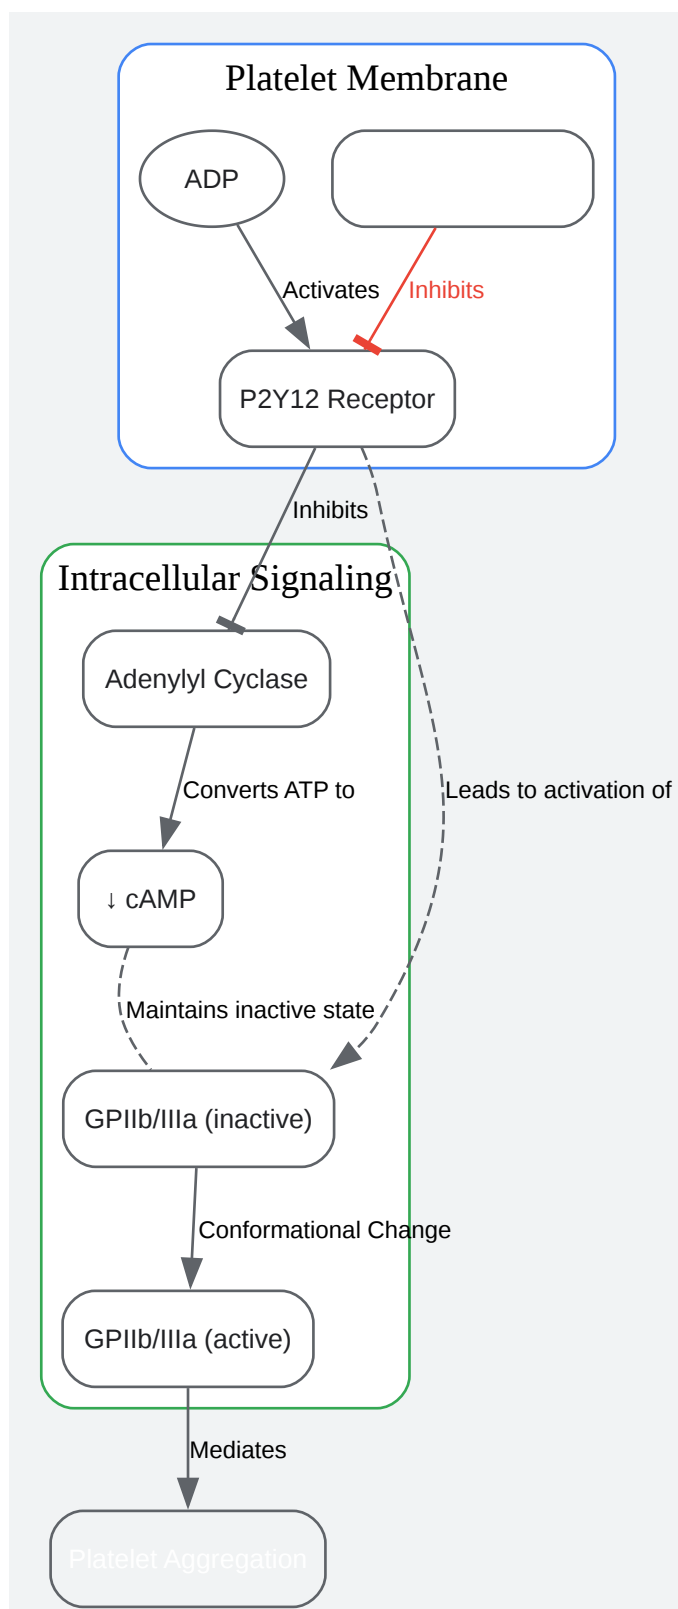 Platelet Membrane
ADP
Activates
Inhibits
P2Y12 Receptor
Inhibits
Intracellular Signaling
Adenylyl Cyclase
Converts ATP to
Leads to activation of
↓ cAMP
Maintains inactive state
GPIIb/IIIa (inactive)
Conformational Change
GPIIb/IIIa (active)
Mediates
Platelet Aggregation